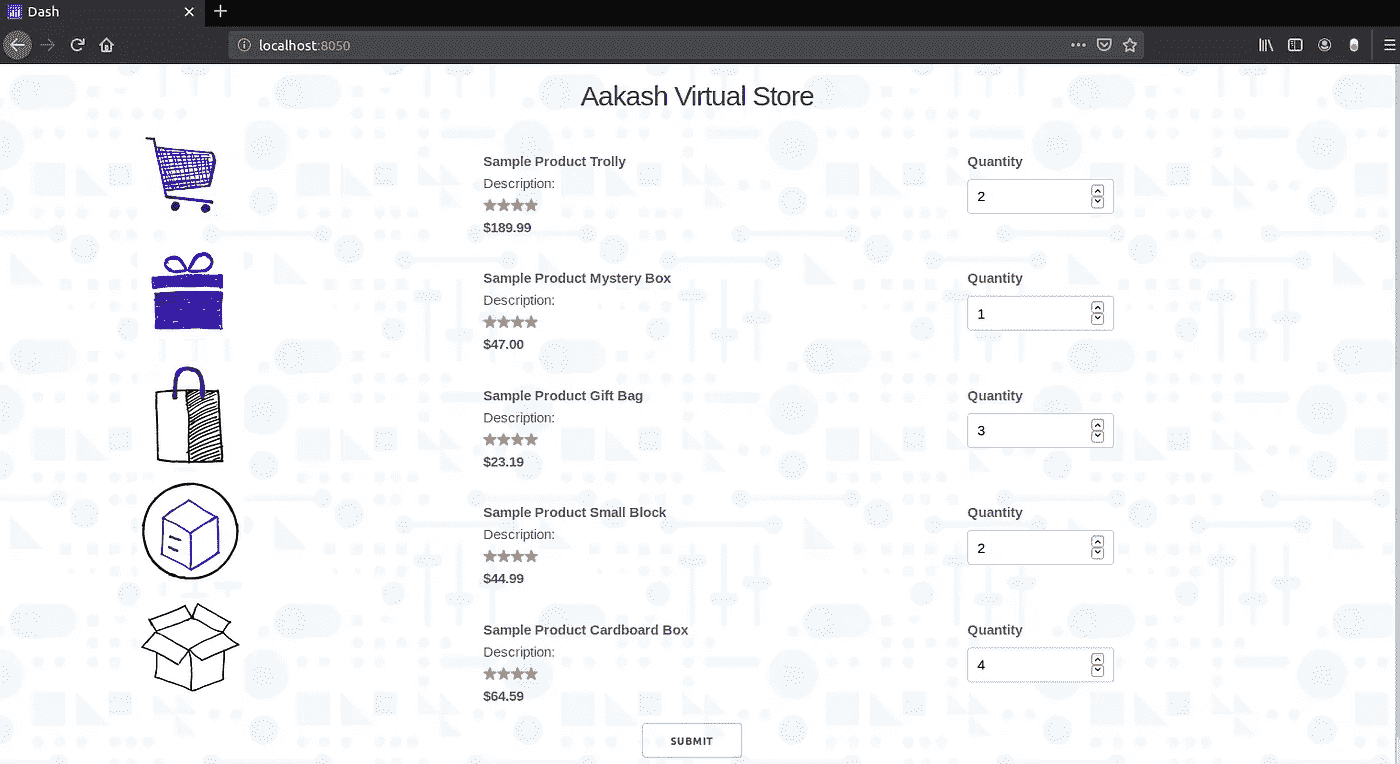 Dash
localhost:8050
Aakash Virtual Store
Sample Product Trolly
Description:
★★★★
$189.99
Quantity
2
Sample Product Mystery Box
Description:
★★★★
$47.00
Quantity
1
Sample Product Gift Bag
Description:
★★★★
$23.19
Quantity
3
Sample Product Small Block
Description:
★★★★
$44.99
Quantity
2
Sample Product Cardboard Box
Description:
★★★★
$64.59
Quantity
4
SUBMIT